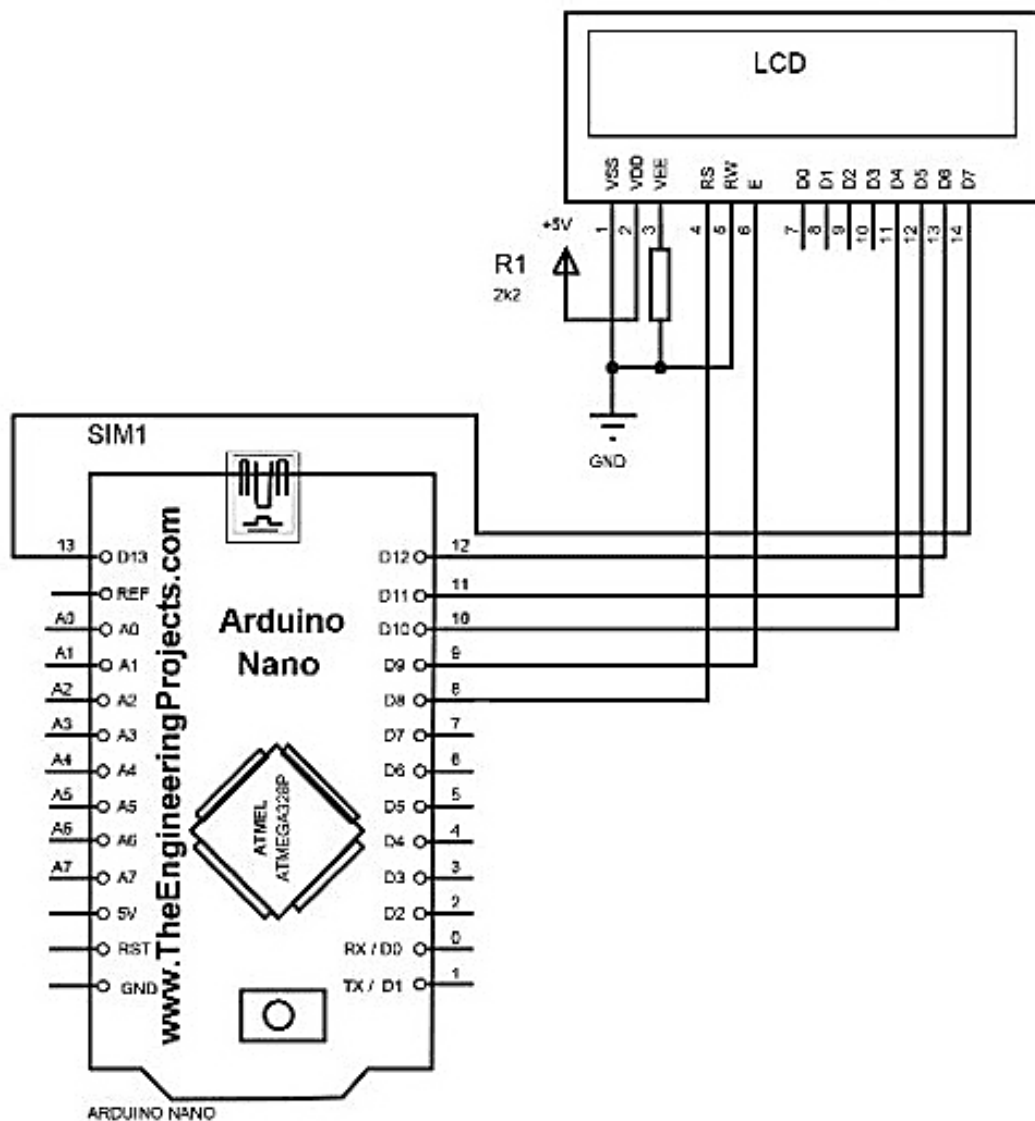 LCD
VSS
VDD
VEE
RS
RW
E
D0
D1
D2
D3
D4
D5
D6
D7
1
2
3
4
5
6
7
8
9
10
11
12
13
14
+5V
R1
2k2
GND
SIM1
www.TheEngineeringProjects.com
Arduino
Nano
ATMEL
ATMEGA328P
13 D13
REF
A0 A0
A1 A1
A2 A2
A3 A3
A4 A4
A5 A5
A6 A6
A7 A7
5V
RST
GND
D12 12
D11 11
D10 10
D9 9
D8 8
D7 7
D6 6
D5 5
D4 4
D3 3
D2 2
RX / D0 0
TX / D1 1
ARDUINO NANO